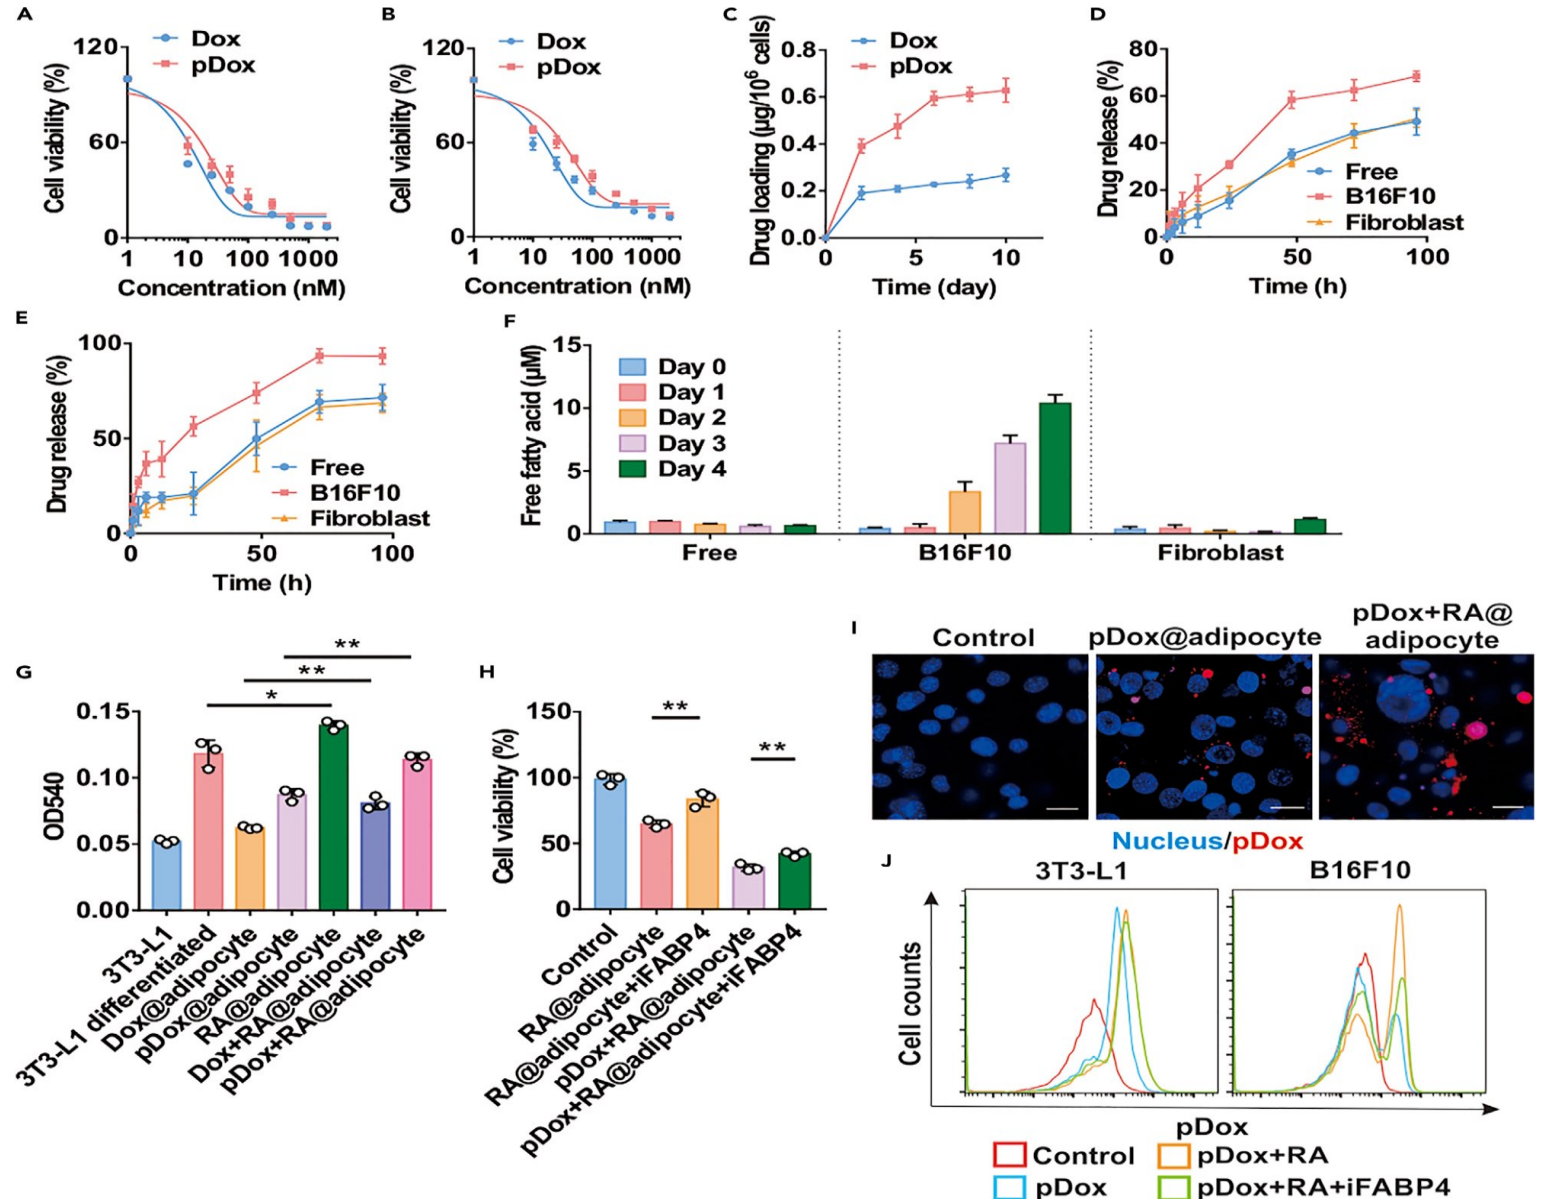 A
120
60
0
Cell viability (%)
Dox
pDox
1 10 100 1000
Concentration (nM)
B
120
60
0
Cell viability (%)
Dox
pDox
1 10 100 1000
Concentration (nM)
C
0.8
0.6
0.4
0.2
0.0
Drug loading (μg/10⁶ cells)
Dox
pDox
0 5 10
Time (day)
D
80
60
40
20
0
Drug release (%)
Free
B16F10
Fibroblast
0 50 100
Time (h)
E
100
50
0
Drug release (%)
Free
B16F10
Fibroblast
0 50 100
Time (h)
F
15
10
5
0
Free fatty acid (μM)
Day 0
Day 1
Day 2
Day 3
Day 4
Free B16F10 Fibroblast
G
**
**
*
0.15
0.10
0.05
0.00
OD540
3T3-L1
3T3-L1 differentiated
Dox@adipocyte
pDox@adipocyte
RA@adipocyte
Dox+RA@adipocyte
pDox+RA@adipocyte
H
**
**
150
100
50
0
Cell viability (%)
Control
RA@adipocyte
RA@adipocyte+iFABP4
pDox+RA@adipocyte
pDox+RA@adipocyte+iFABP4
I
Control
pDox@adipocyte
pDox+RA@
adipocyte
Nucleus/pDox
J
3T3-L1 B16F10
Cell counts
pDox
Control
pDox+RA
pDox
pDox+RA+iFABP4